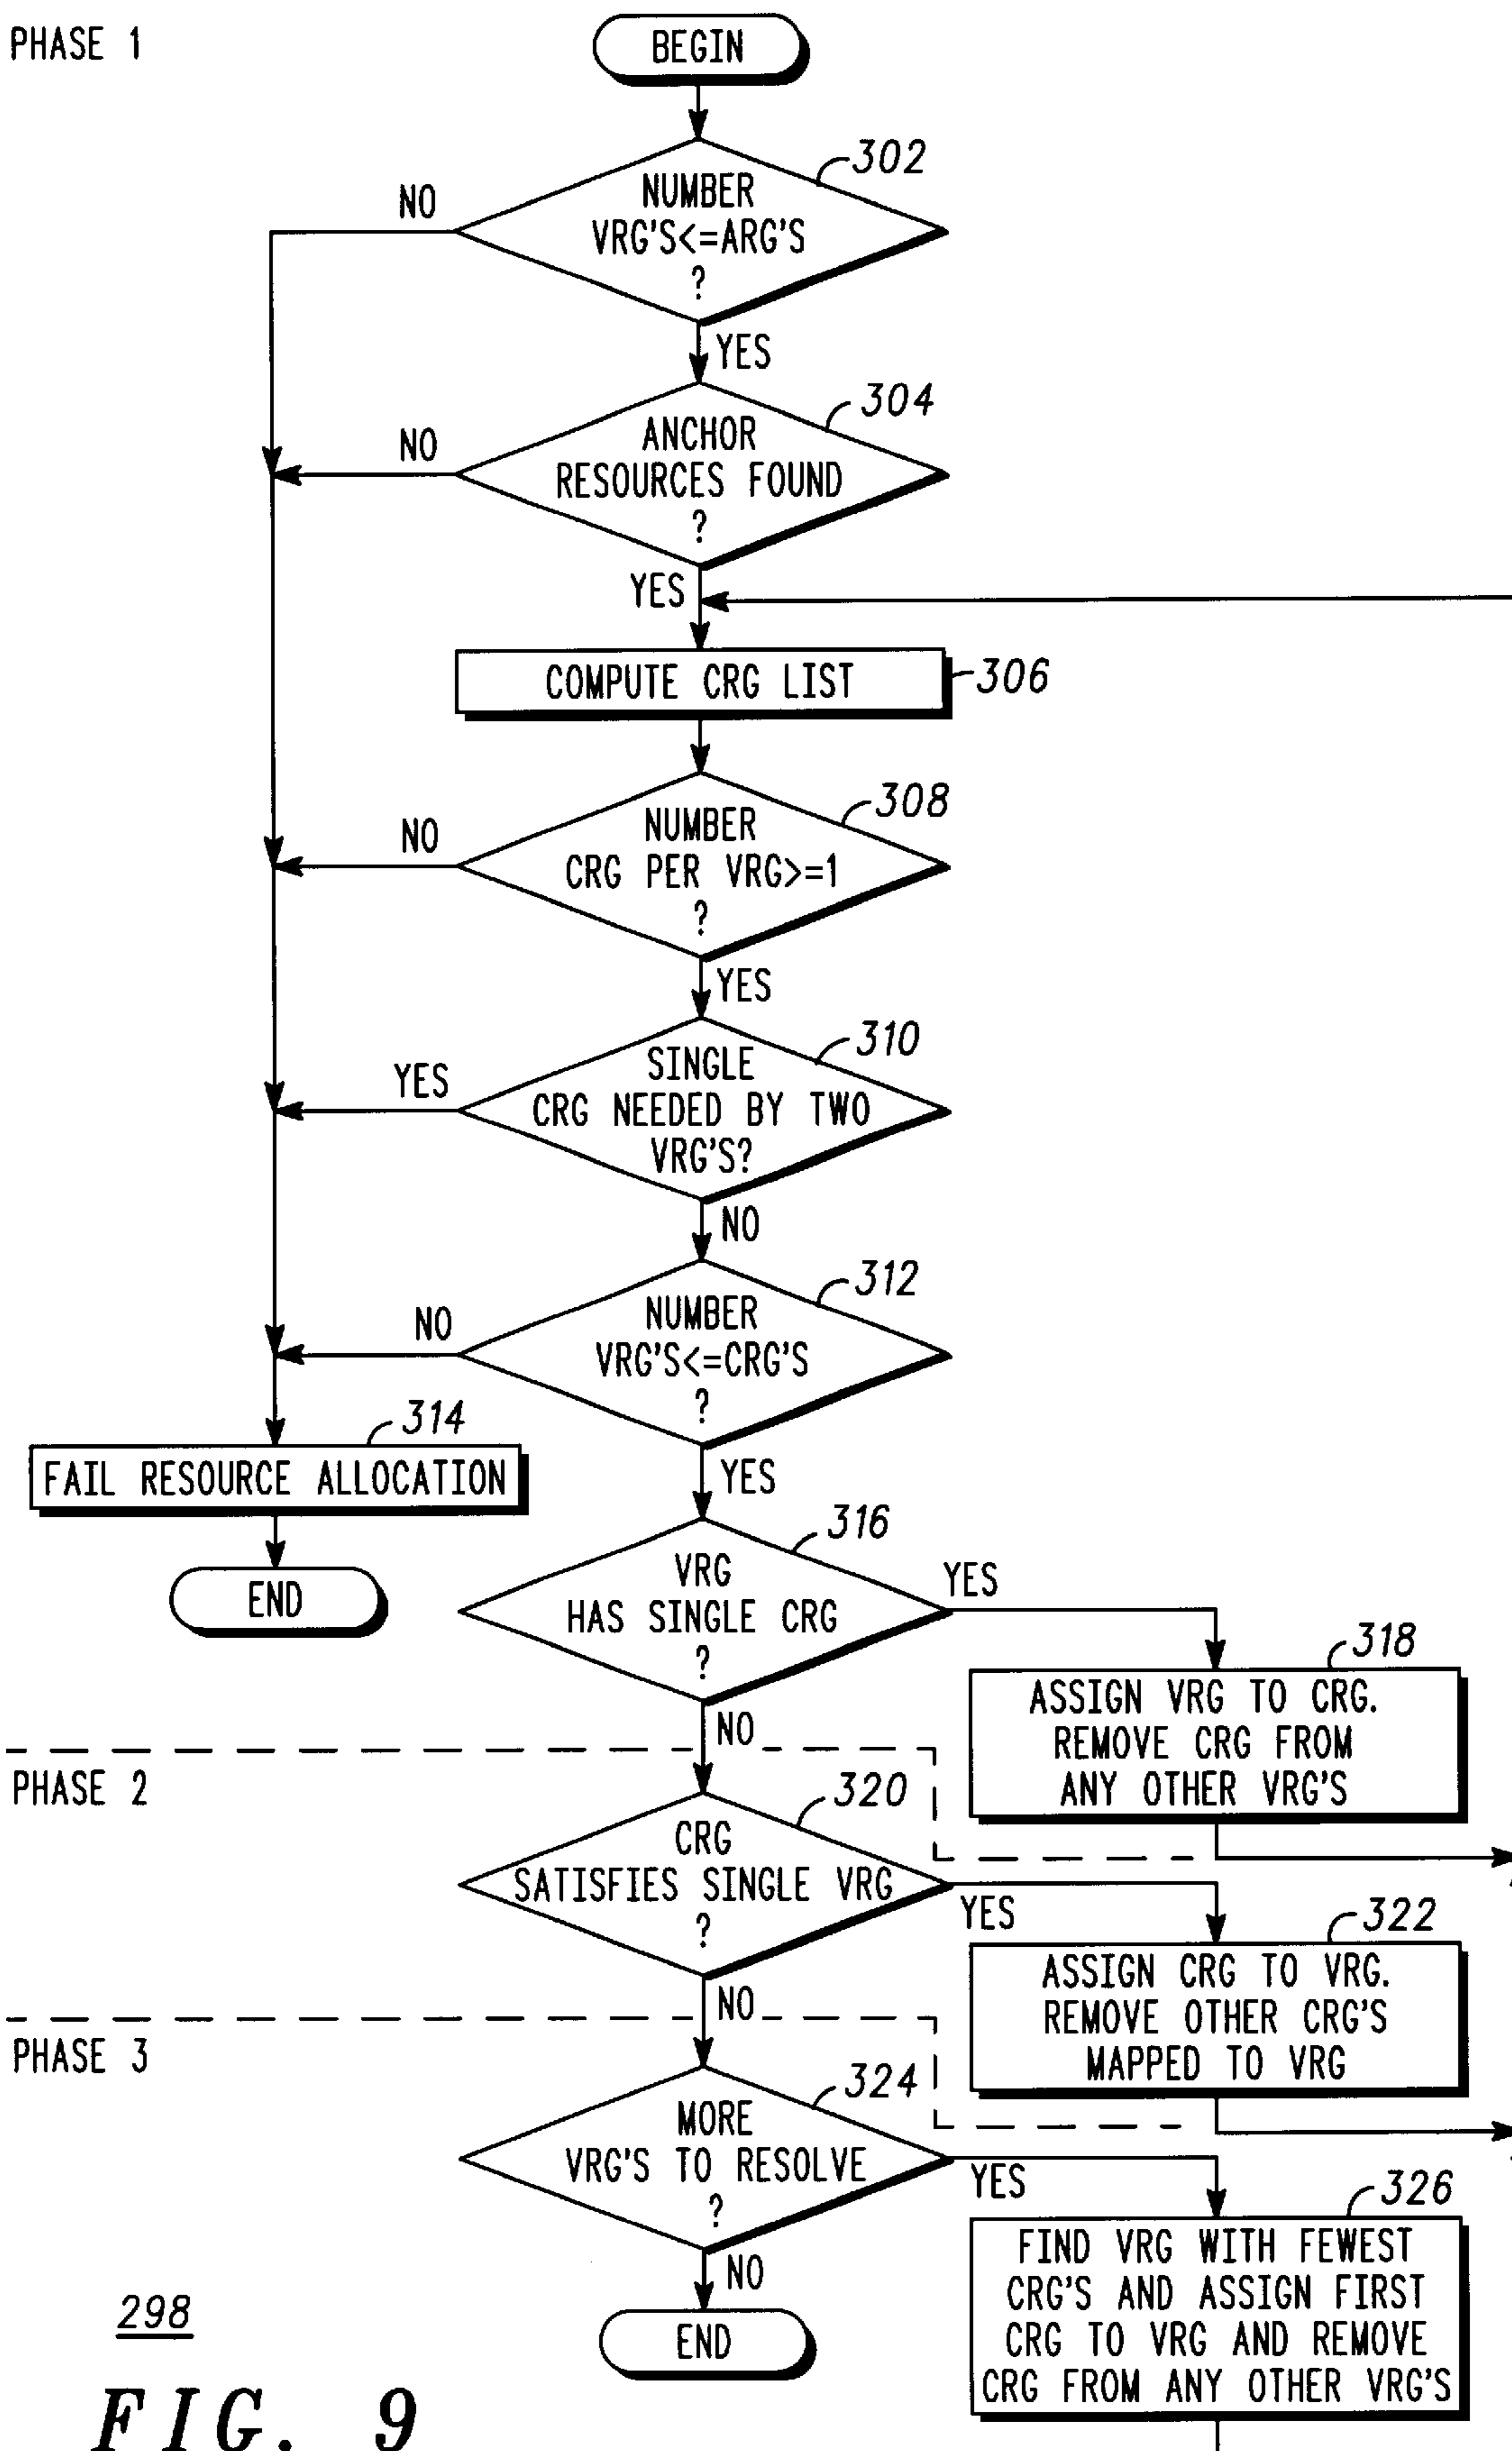 PHASE 1
BEGIN
302
NUMBER
VRG'S<=ARG'S
?
NO
YES
304
ANCHOR
RESOURCES FOUND
?
NO
YES
COMPUTE CRG LIST
306
308
NUMBER
CRG PER VRG>=1
?
NO
YES
310
SINGLE
CRG NEEDED BY TWO
VRG'S?
YES
NO
312
NUMBER
VRG'S<=CRG'S
?
NO
YES
314
FAIL RESOURCE ALLOCATION
END
316
VRG
HAS SINGLE CRG
?
YES
NO
318
ASSIGN VRG TO CRG.
REMOVE CRG FROM
ANY OTHER VRG'S
PHASE 2
320
CRG
SATISFIES SINGLE VRG
?
YES
NO
322
ASSIGN CRG TO VRG.
REMOVE OTHER CRG'S
MAPPED TO VRG
PHASE 3
324
MORE
VRG'S TO RESOLVE
?
YES
NO
326
FIND VRG WITH FEWEST
CRG'S AND ASSIGN FIRST
CRG TO VRG AND REMOVE
CRG FROM ANY OTHER VRG'S
END
298
FIG. 9